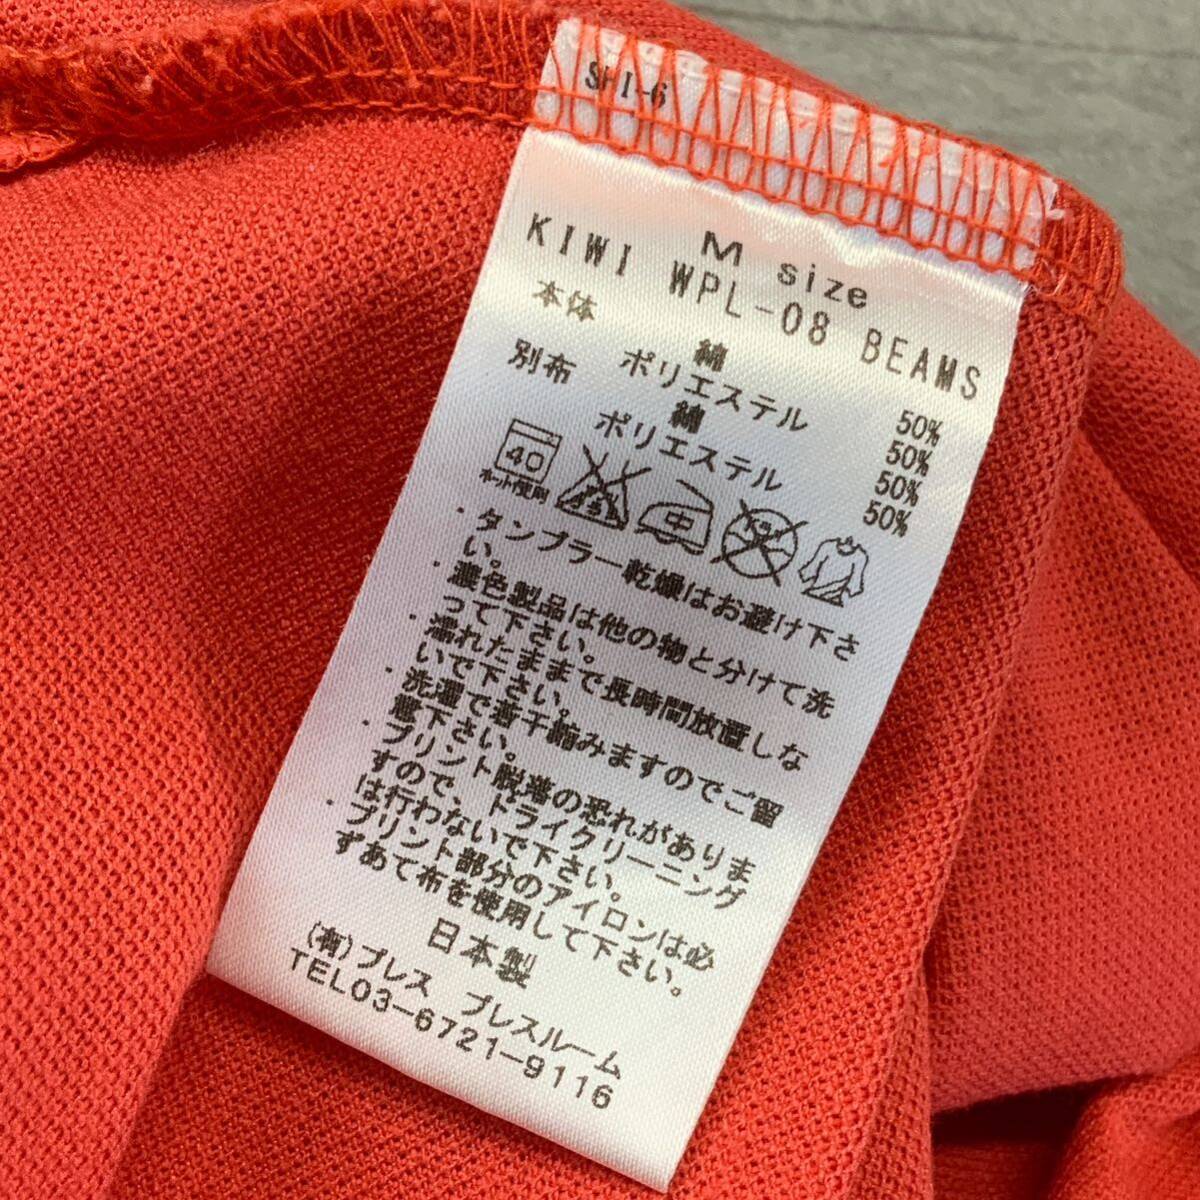 SHI-6
M size
KIWI WPL-08 BEAMS
本体 綿 50%
ポリエステル 50%
別布 綿 50%
ポリエステル 50%
40
ネット使用
中
・タンブラー乾燥はお避け下さ
い。
・濃色製品は他の物と分けて洗
って下さい。
・濡れたままで長時間放置しな
いで下さい。
・洗濯で若干縮みますのでご留
意下さい。
・プリント脱落の恐れがありま
すので、ドライクリーニング
は行わないで下さい。
・プリント部分のアイロンは必
ずあて布を使用して下さい。
日本製
(有)プレス プレスルーム
TEL03-6721-9116